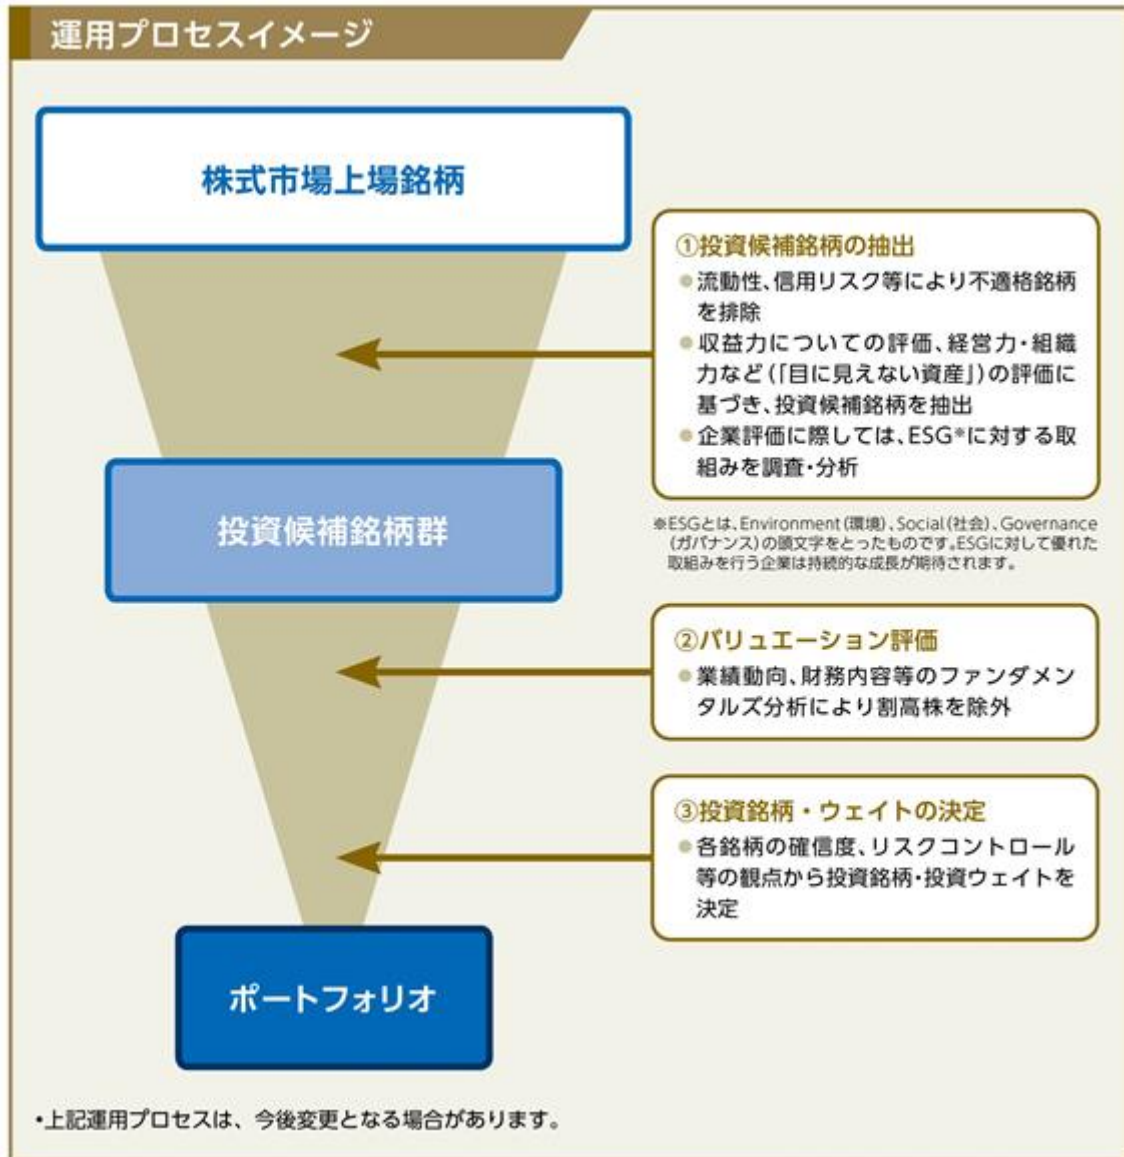 運用プロセスイメージ
株式市場上場銘柄
①投資候補銘柄の抽出
●流動性、信用リスク等により不適格銘柄
を排除
●収益力についての評価、経営力・組織
力など(「目に見えない資産」)の評価に
基づき、投資候補銘柄を抽出
●企業評価に際しては、ESG※に対する取
組みを調査・分析
投資候補銘柄群
※ESGとは、Environment(環境)、Social(社会)、Governance
(ガバナンス)の頭文字をとったものです。ESGに対して優れた
取組みを行う企業は持続的な成長が期待されます。
②バリュエーション評価
●業績動向、財務内容等のファンダメン
タルズ分析により割高株を除外
③投資銘柄・ウェイトの決定
●各銘柄の確信度、リスクコントロール
等の観点から投資銘柄・投資ウェイトを
決定
ポートフォリオ
•上記運用プロセスは、今後変更となる場合があります。